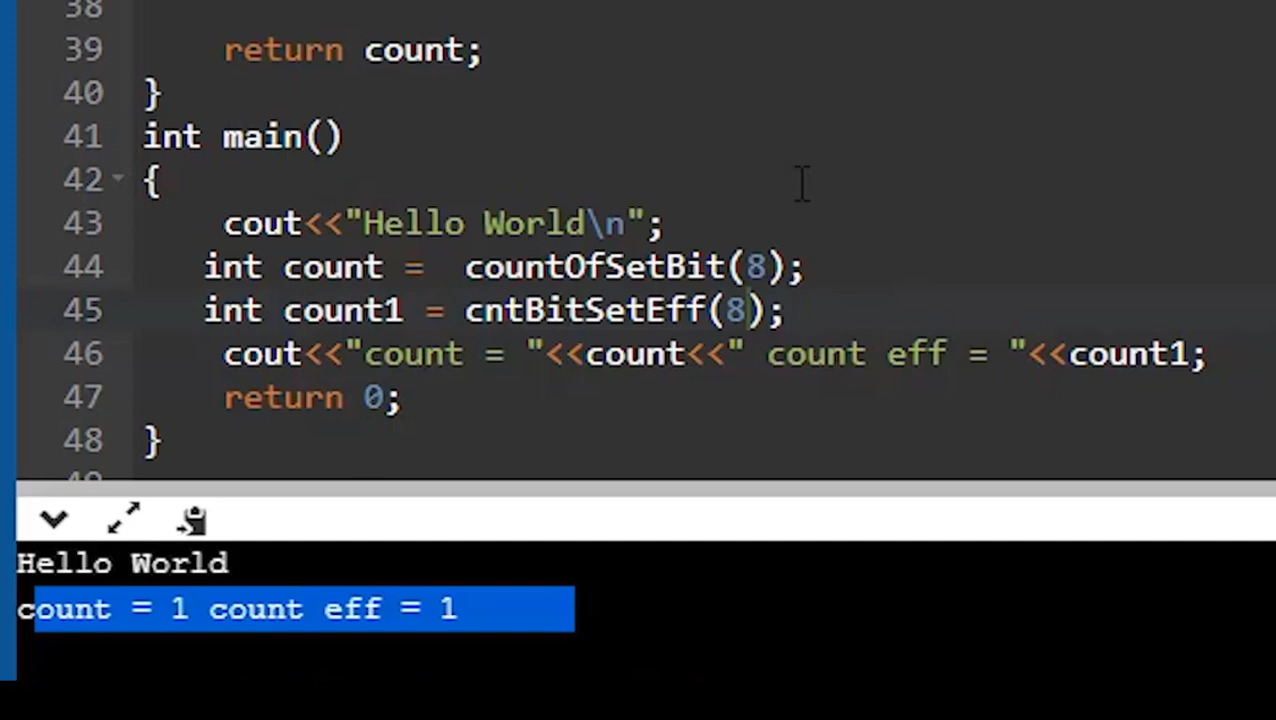 38
39 return count;
40 }
41 int main()
42 {
43 cout<<"Hello World\n";
44 int count = countOfSetBit(8);
45 int count1 = cntBitSetEff(8);
46 cout<<"count = "<<count<<" count eff = "<<count1;
47 return 0;
48 }
49
Hello World
count = 1 count eff = 1